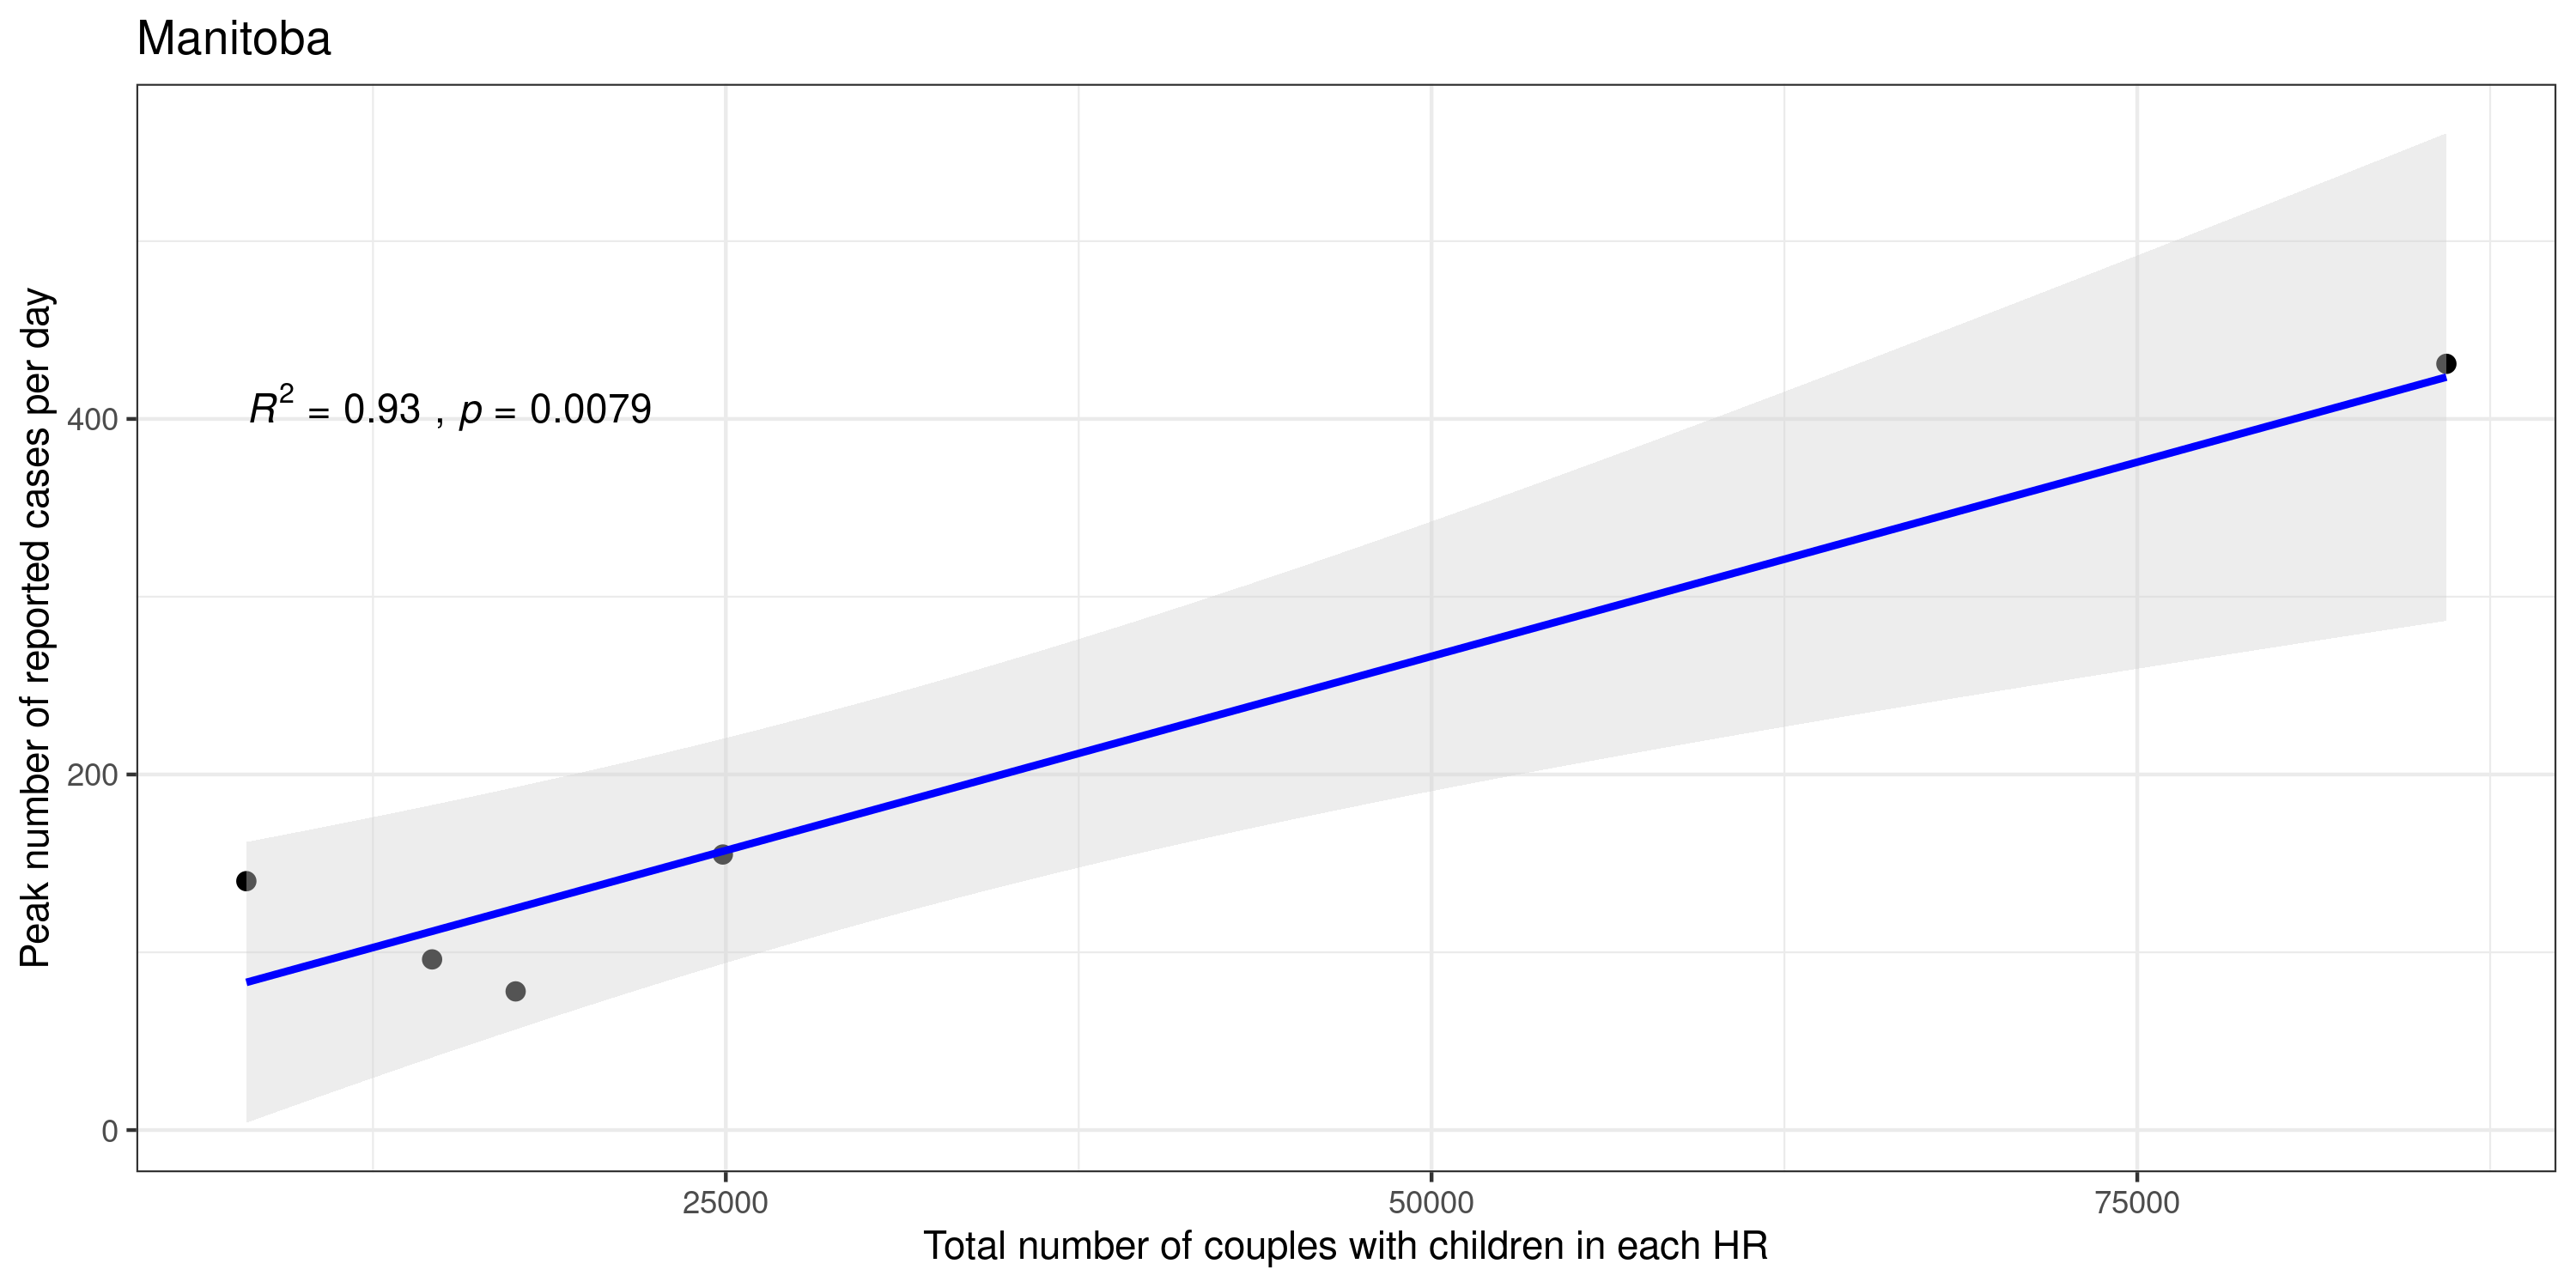 Manitoba
Peak number of reported cases per day
R² = 0.93 , p = 0.0079
400
200
0
25000
50000
75000
Total number of couples with children in each HR